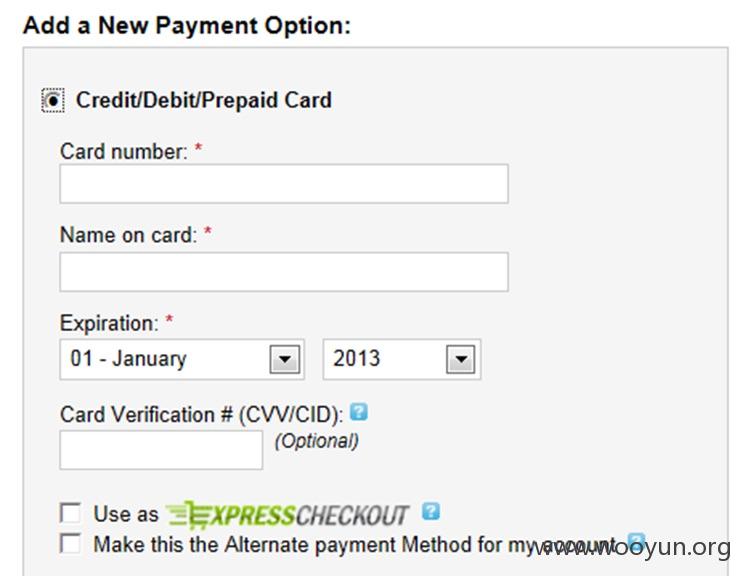 Add a New Payment Option:
Credit/Debit/Prepaid Card
Card number: *
Name on card: *
Expiration: *
01 - January 2013
Card Verification # (CVV/CID): ?
(Optional)
Use as EXPRESSCHECKOUT ?
Make this the Alternate payment Method for my account ?
www.wooyun.org